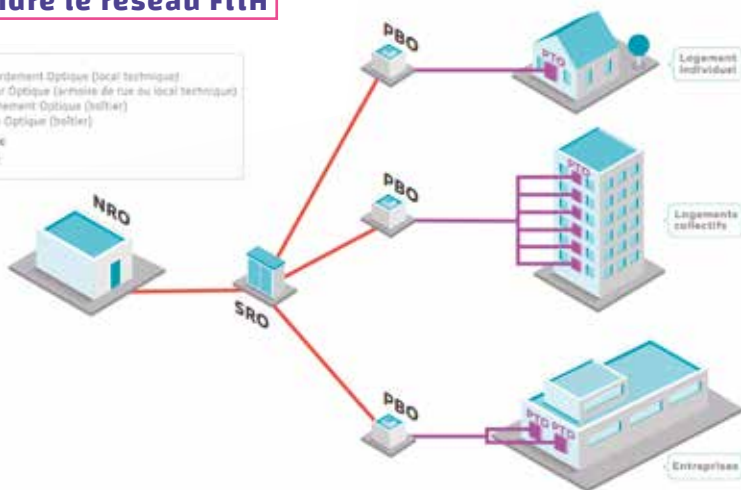 dre le réseau FTTH
rdement Optique (local technique)
r Optique (armoire de rue ou local technique)
ement Optique (boîtier)
Optique (boîtier)
PBO
PTO
Logement
individuel
NRO
PBO
PTO
Logements
collectifs
SRO
PBO
PTO PTO
Entreprises